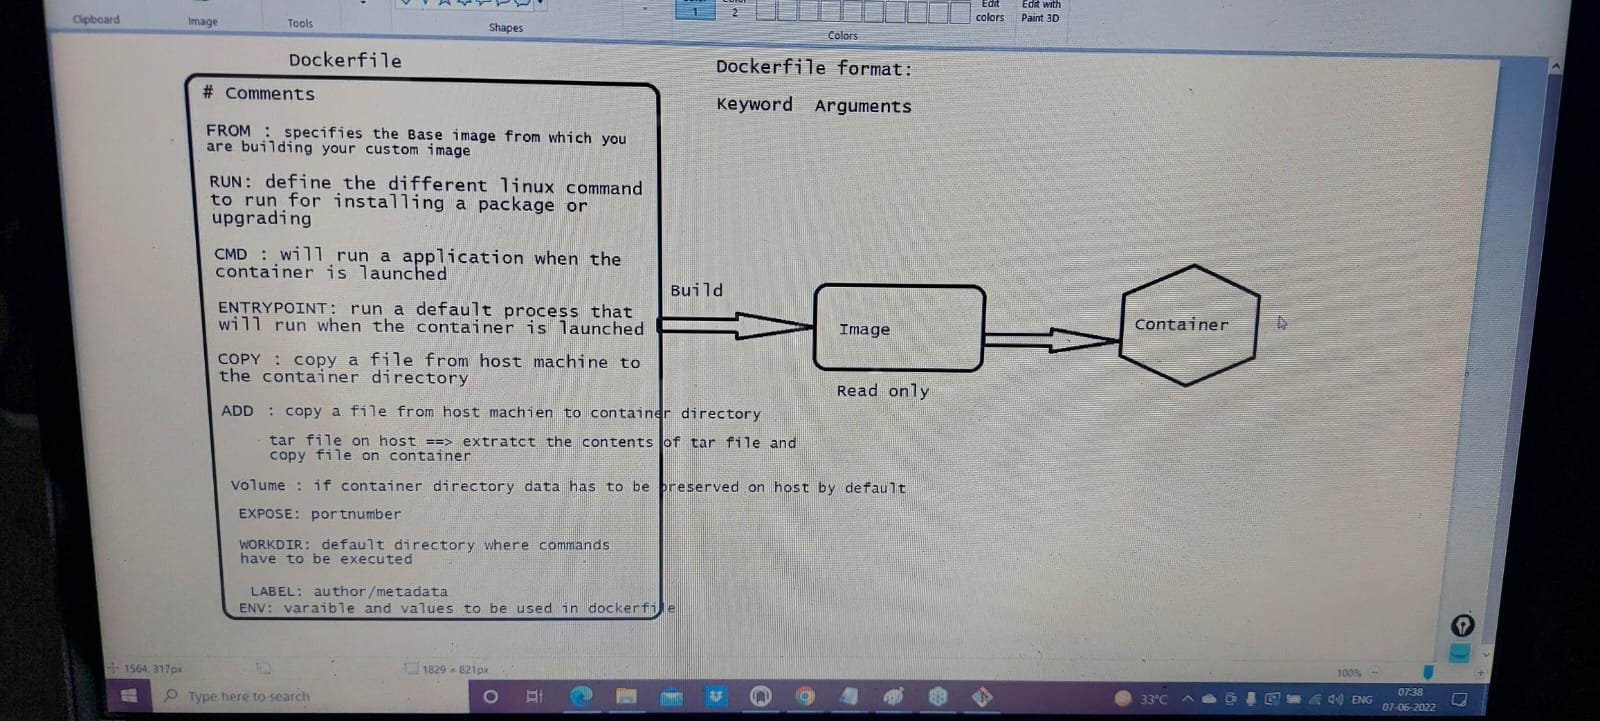 Clipboard
Image
Tools
Shapes
1
2
Colors
Edit colors
Edit with Paint 3D
Dockerfile
# Comments
FROM : specifies the Base image from which you
are building your custom image
RUN: define the different linux command
to run for installing a package or
upgrading
CMD : will run a application when the
container is launched
ENTRYPOINT: run a default process that
will run when the container is launched
COPY : copy a file from host machine to
the container directory
ADD : copy a file from host machien to container directory
tar file on host ==> extratct the contents of tar file and
copy file on container
Volume : if container directory data has to be preserved on host by default
EXPOSE: portnumber
WORKDIR: default directory where commands
have to be executed
LABEL: author/metadata
ENV: varaible and values to be used in dockerfile
Dockerfile format:
Keyword Arguments
Build
Image
Read only
Container
1564, 317px
1829 × 821px
100%
Type here to search
33°C
ENG
07:38
07-06-2022